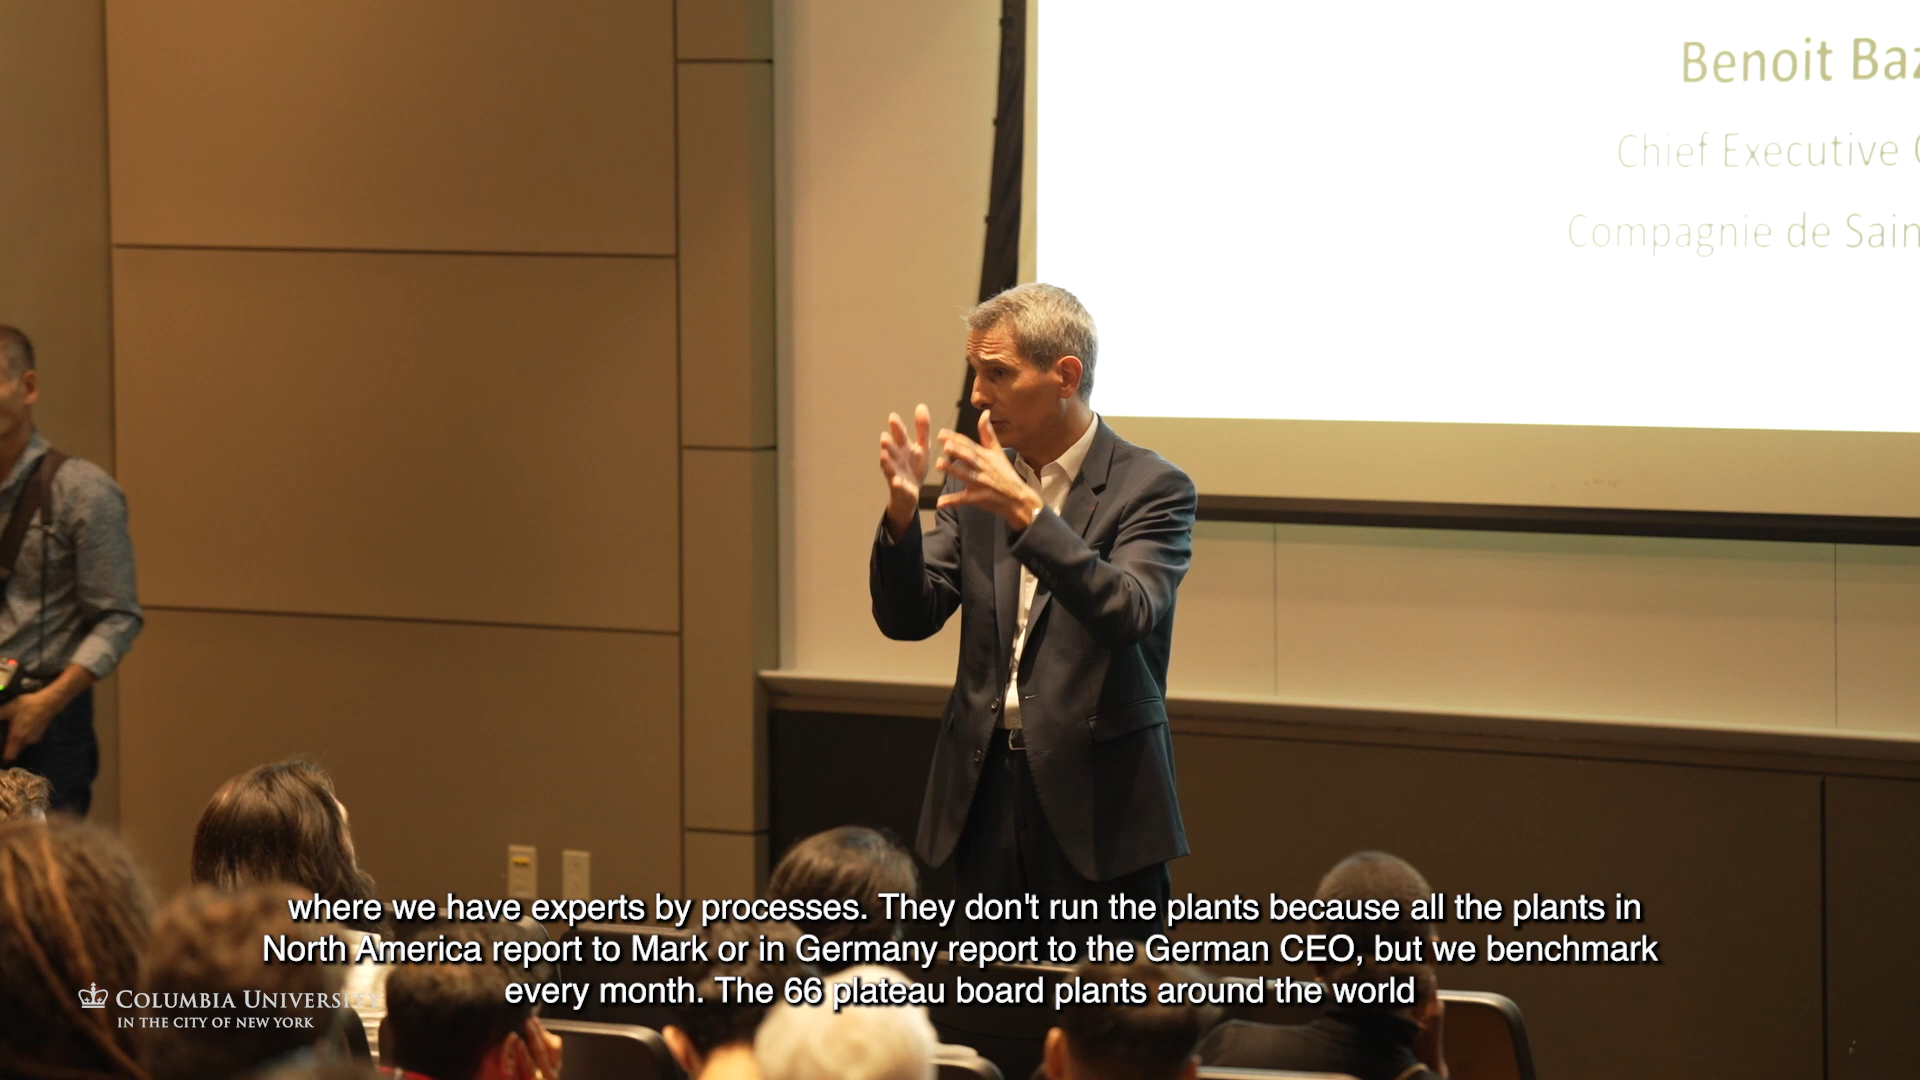 Benoit Baz
Chief Executive
Compagnie de Sain
where we have experts by processes. They don't run the plants because all the plants in
North America report to Mark or in Germany report to the German CEO, but we benchmark
every month. The 66 plateau board plants around the world
COLUMBIA UNIVERSITY
IN THE CITY OF NEW YORK